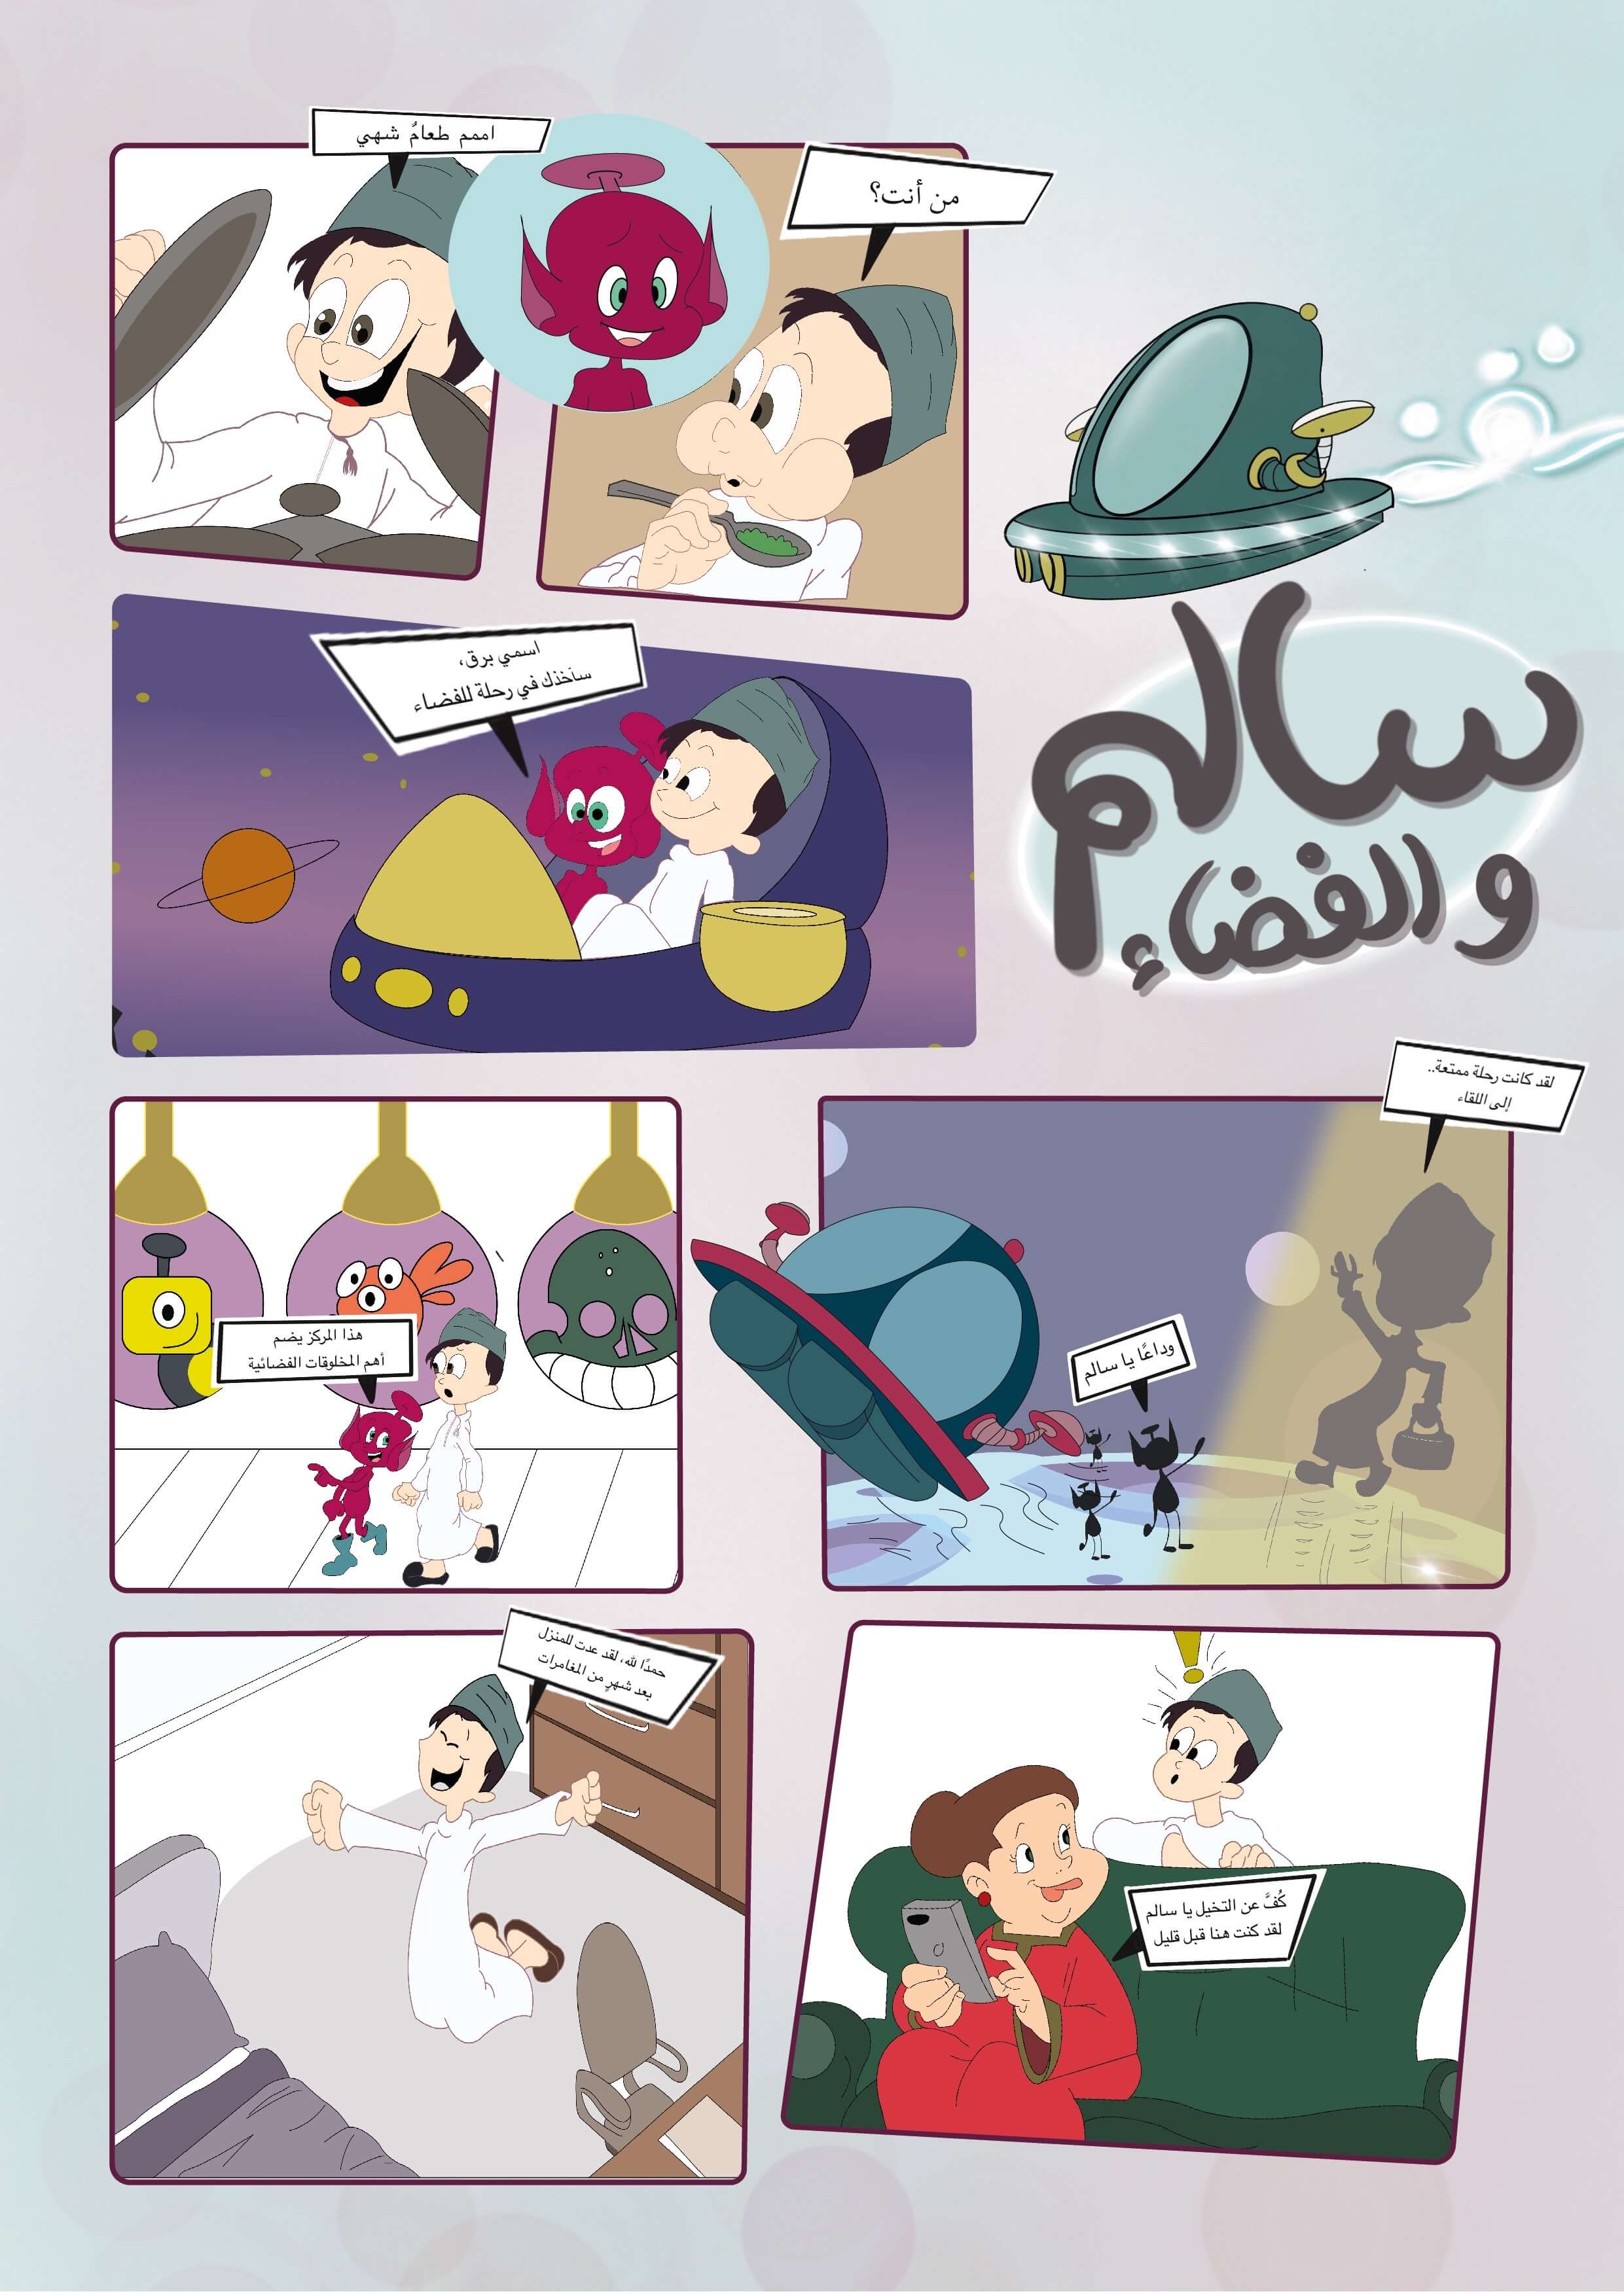 سالم
والفضاء
اممم طعامٌ شهي
من أنت؟
اسمي برق،
سآخذك في رحلة للفضاء
هذا المركز يضم
أهم المخلوقات الفضائية
لقد كانت رحلة ممتعة..
إلى اللقاء
وداعًا يا سالم
حمدًا لله، لقد عدت للمنزل
بعد شهرٍ من المغامرات
كُفَّ عن التخيل يا سالم
لقد كنت هنا قبل قليل